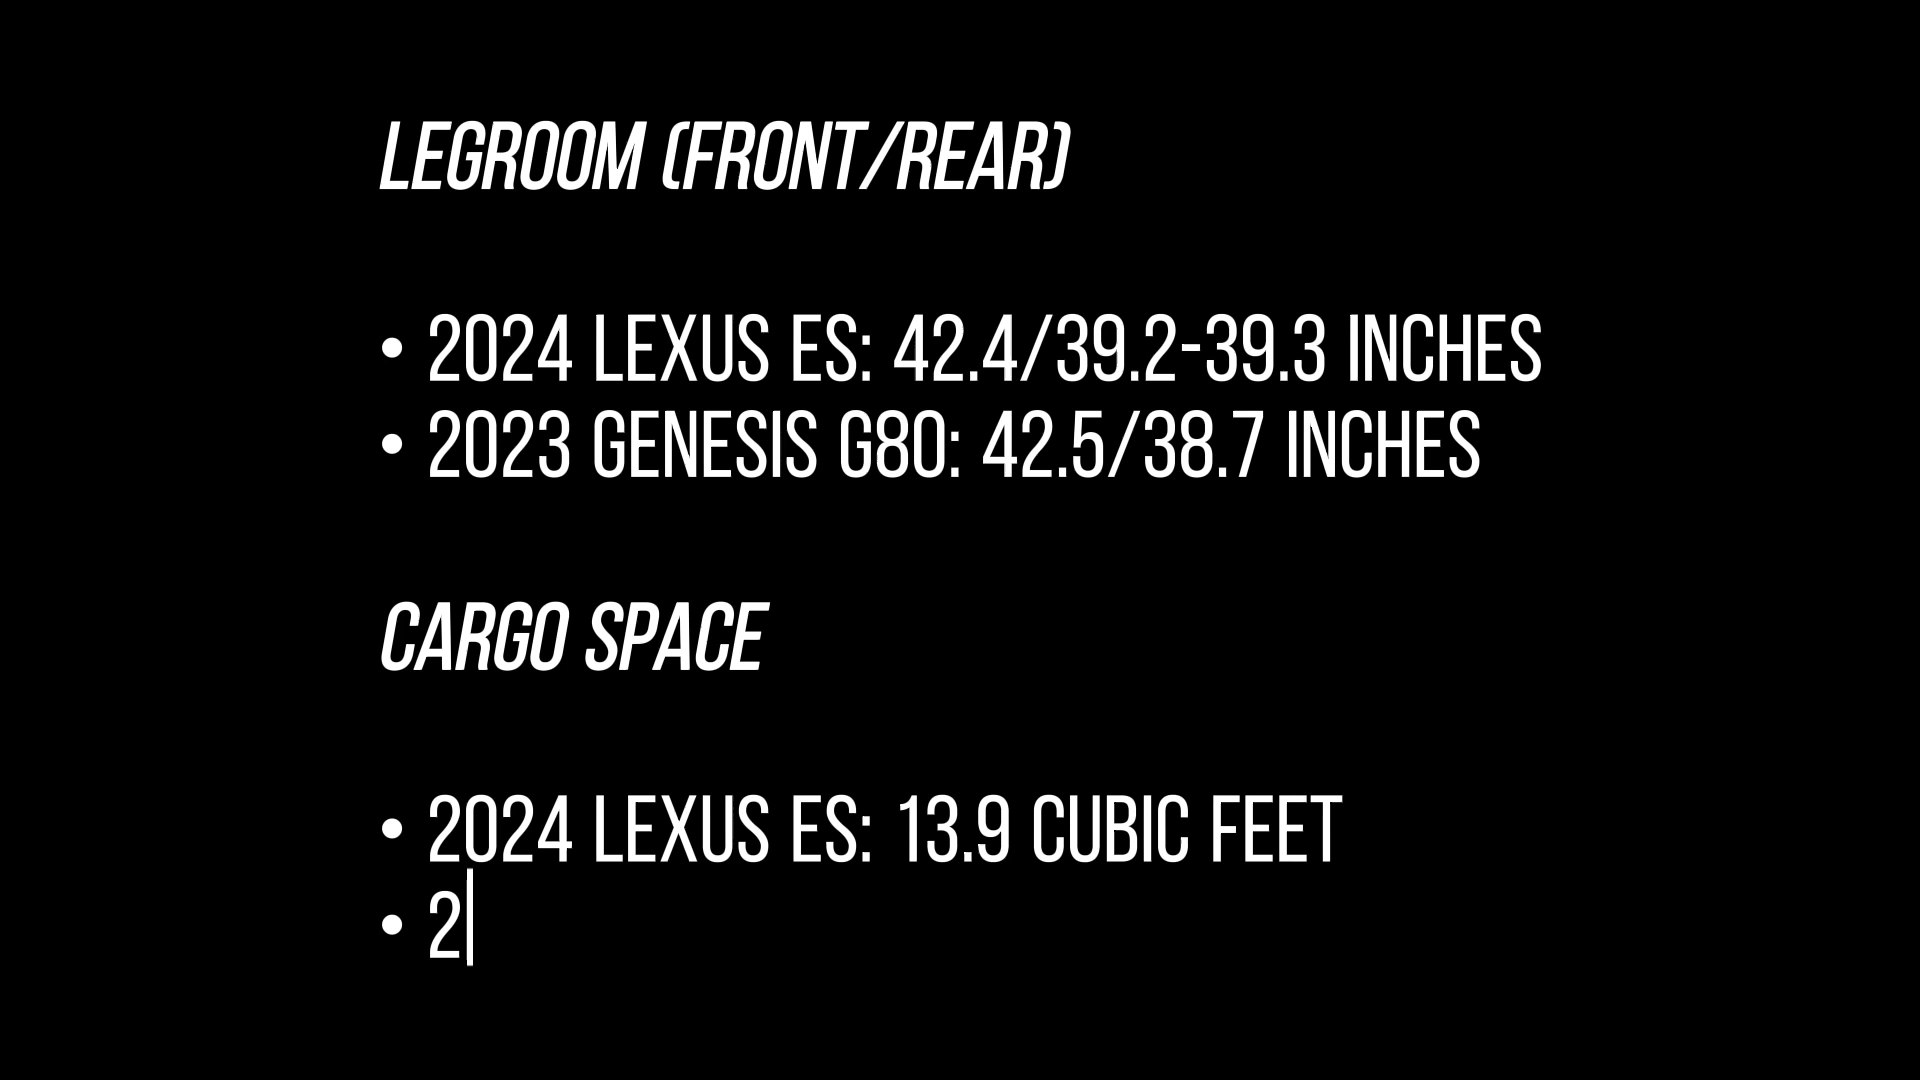 LEGROOM (FRONT/REAR)
• 2024 LEXUS ES: 42.4/39.2-39.3 INCHES
• 2023 GENESIS G80: 42.5/38.7 INCHES
CARGO SPACE
• 2024 LEXUS ES: 13.9 CUBIC FEET
• 2